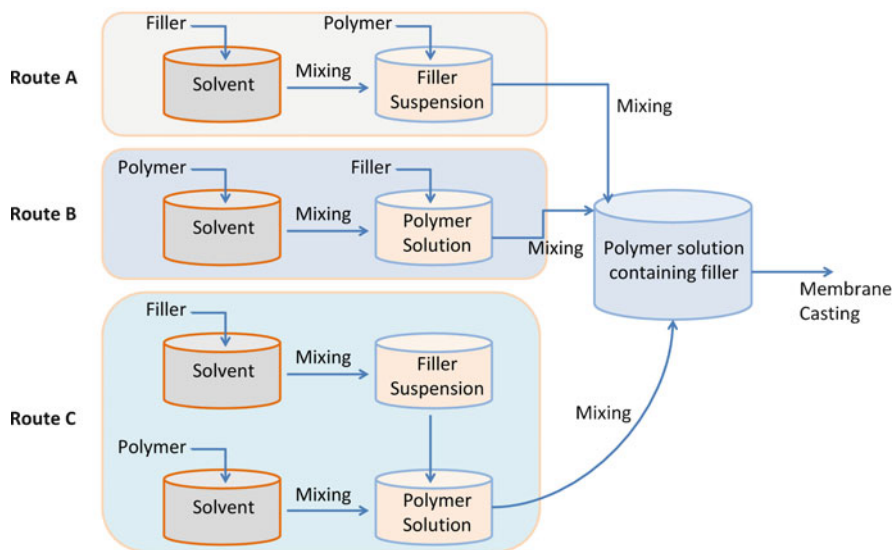 Filler
Polymer
Route A
Solvent
Mixing
Filler
Suspension
Mixing
Polymer
Filler
Route B
Solvent
Mixing
Polymer
Solution
Mixing
Polymer solution
containing filler
Membrane
Casting
Filler
Solvent
Mixing
Filler
Suspension
Route C
Mixing
Polymer
Solvent
Mixing
Polymer
Solution